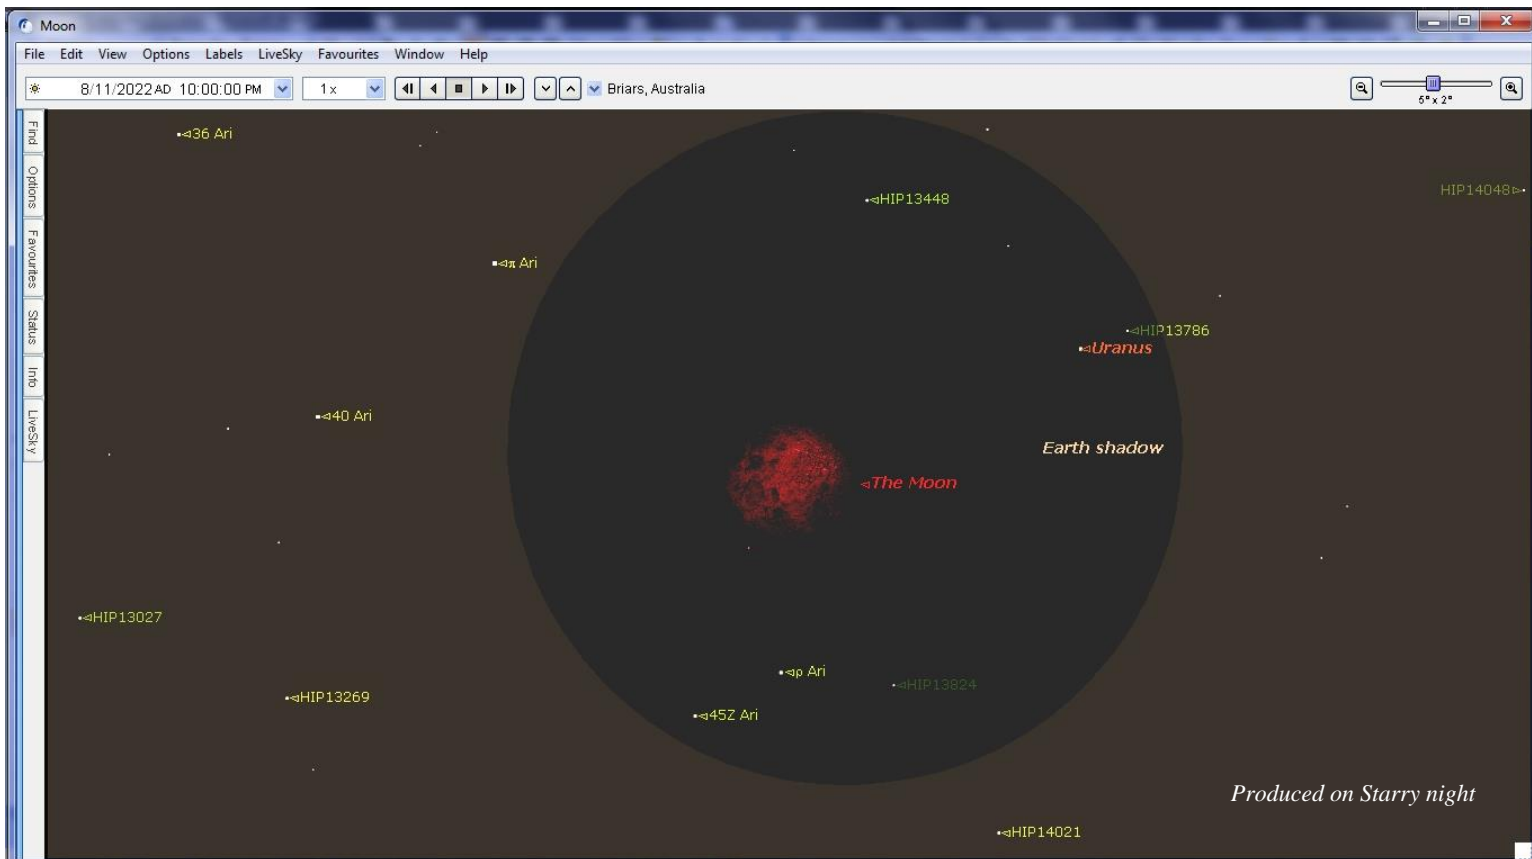 Moon
File Edit View Options Labels LiveSky Favourites Window Help
8/11/2022 AD 10:00:00 PM 1 x Briars, Australia
5° x 2°
Find
Options
Favourites
Status
Info
LiveSky
36 Ari
HIP14048
HIP13448
π Ari
HIP13786
Uranus
40 Ari
Earth shadow
The Moon
HIP13027
ρ Ari
HIP13824
HIP13269
45Z Ari
Produced on Starry night
HIP14021